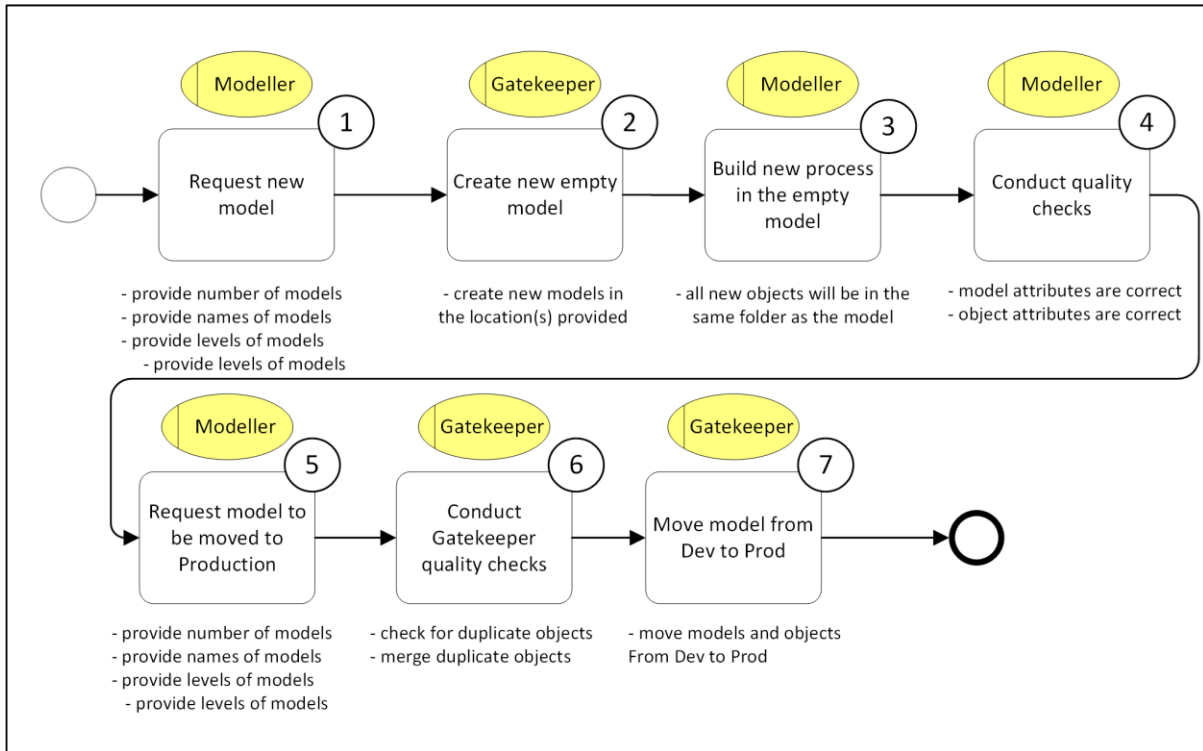 Modeller
1
Request new
model
- provide number of models
- provide names of models
- provide levels of models
- provide levels of models
Gatekeeper
2
Create new empty
model
- create new models in
the location(s) provided
Modeller
3
Build new process
in the empty
model
- all new objects will be in the
same folder as the model
Modeller
4
Conduct quality
checks
- model attributes are correct
- object attributes are correct
Modeller
5
Request model to
be moved to
Production
- provide number of models
- provide names of models
- provide levels of models
- provide levels of models
Gatekeeper
6
Conduct
Gatekeeper
quality checks
- check for duplicate objects
- merge duplicate objects
Gatekeeper
7
Move model from
Dev to Prod
- move models and objects
From Dev to Prod